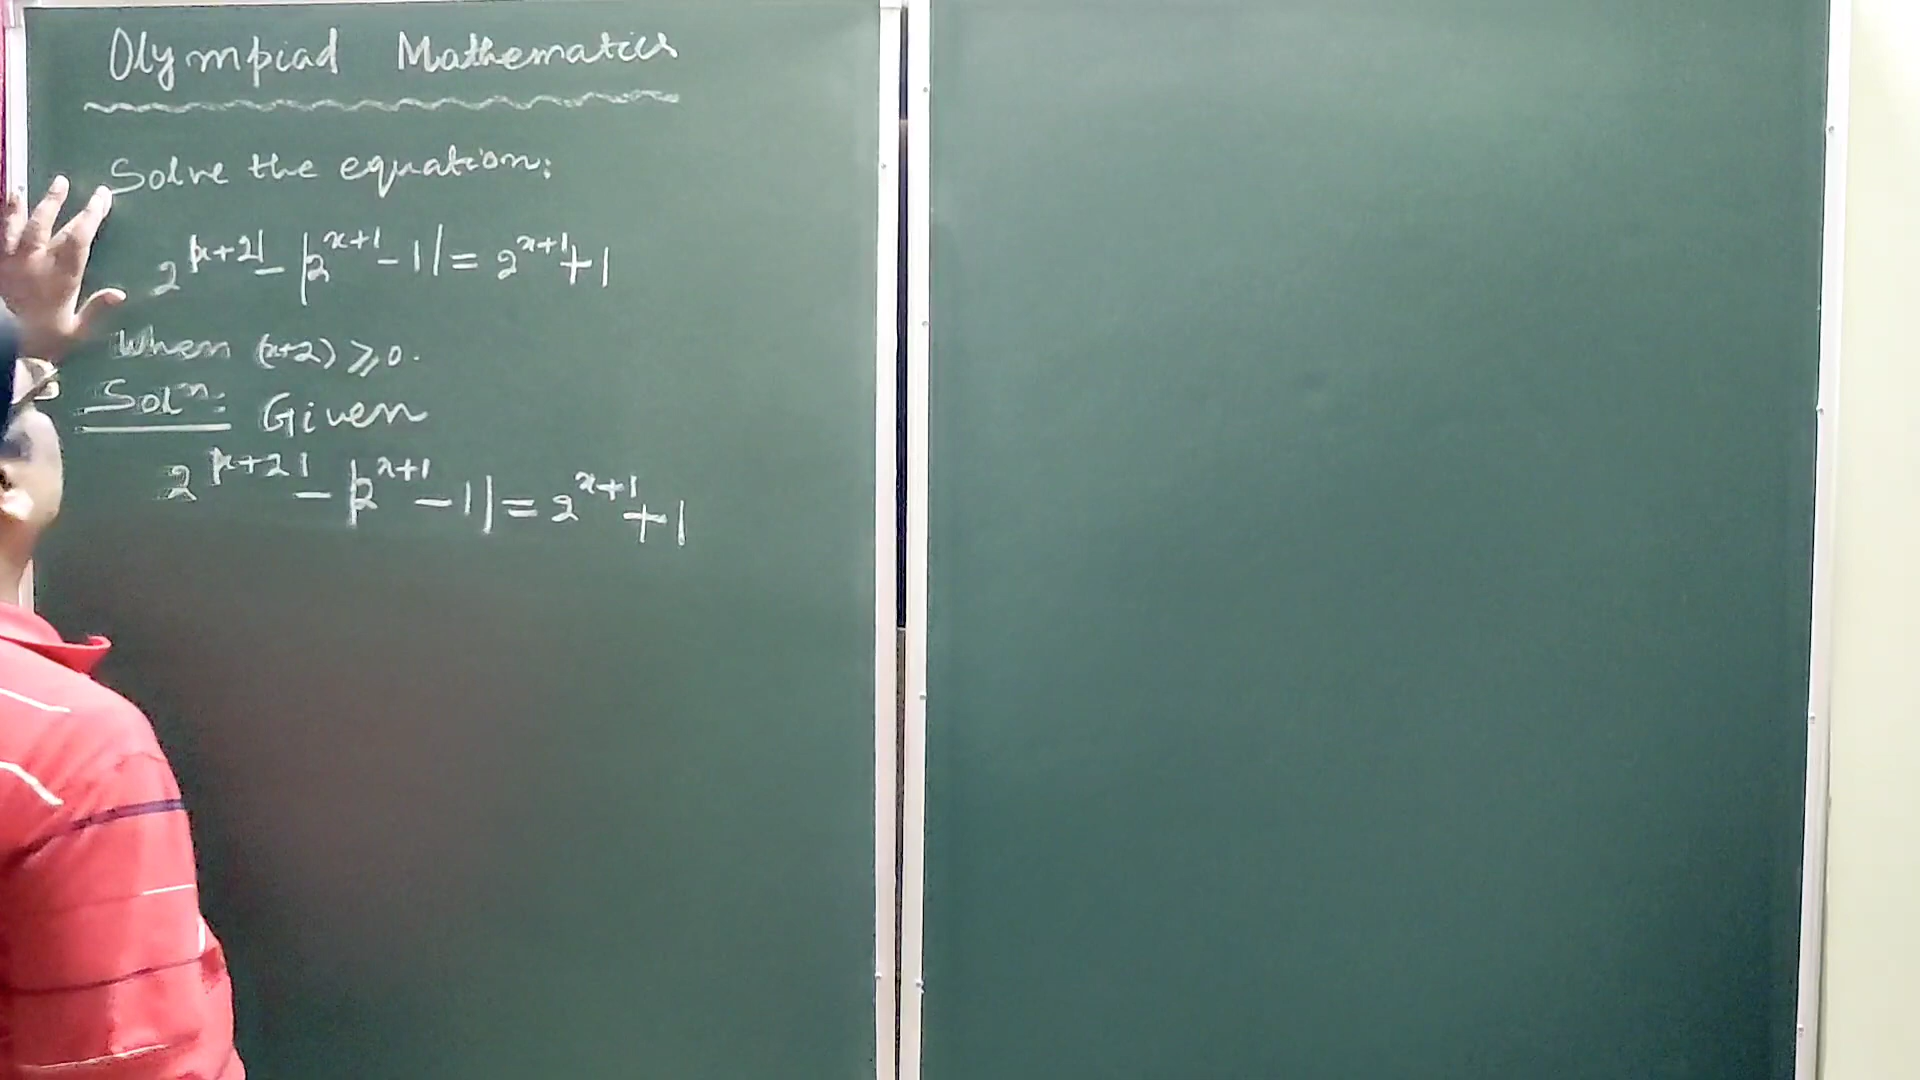 Olympiad Mathematics
Solve the equation:
2^|x+2| - |2^x+1 - 1| = 2^x+1 + 1
When (x+2) ⩾ 0.
Solⁿ: Given
2^|x+2| - |2^x+1 - 1| = 2^x+1 + 1